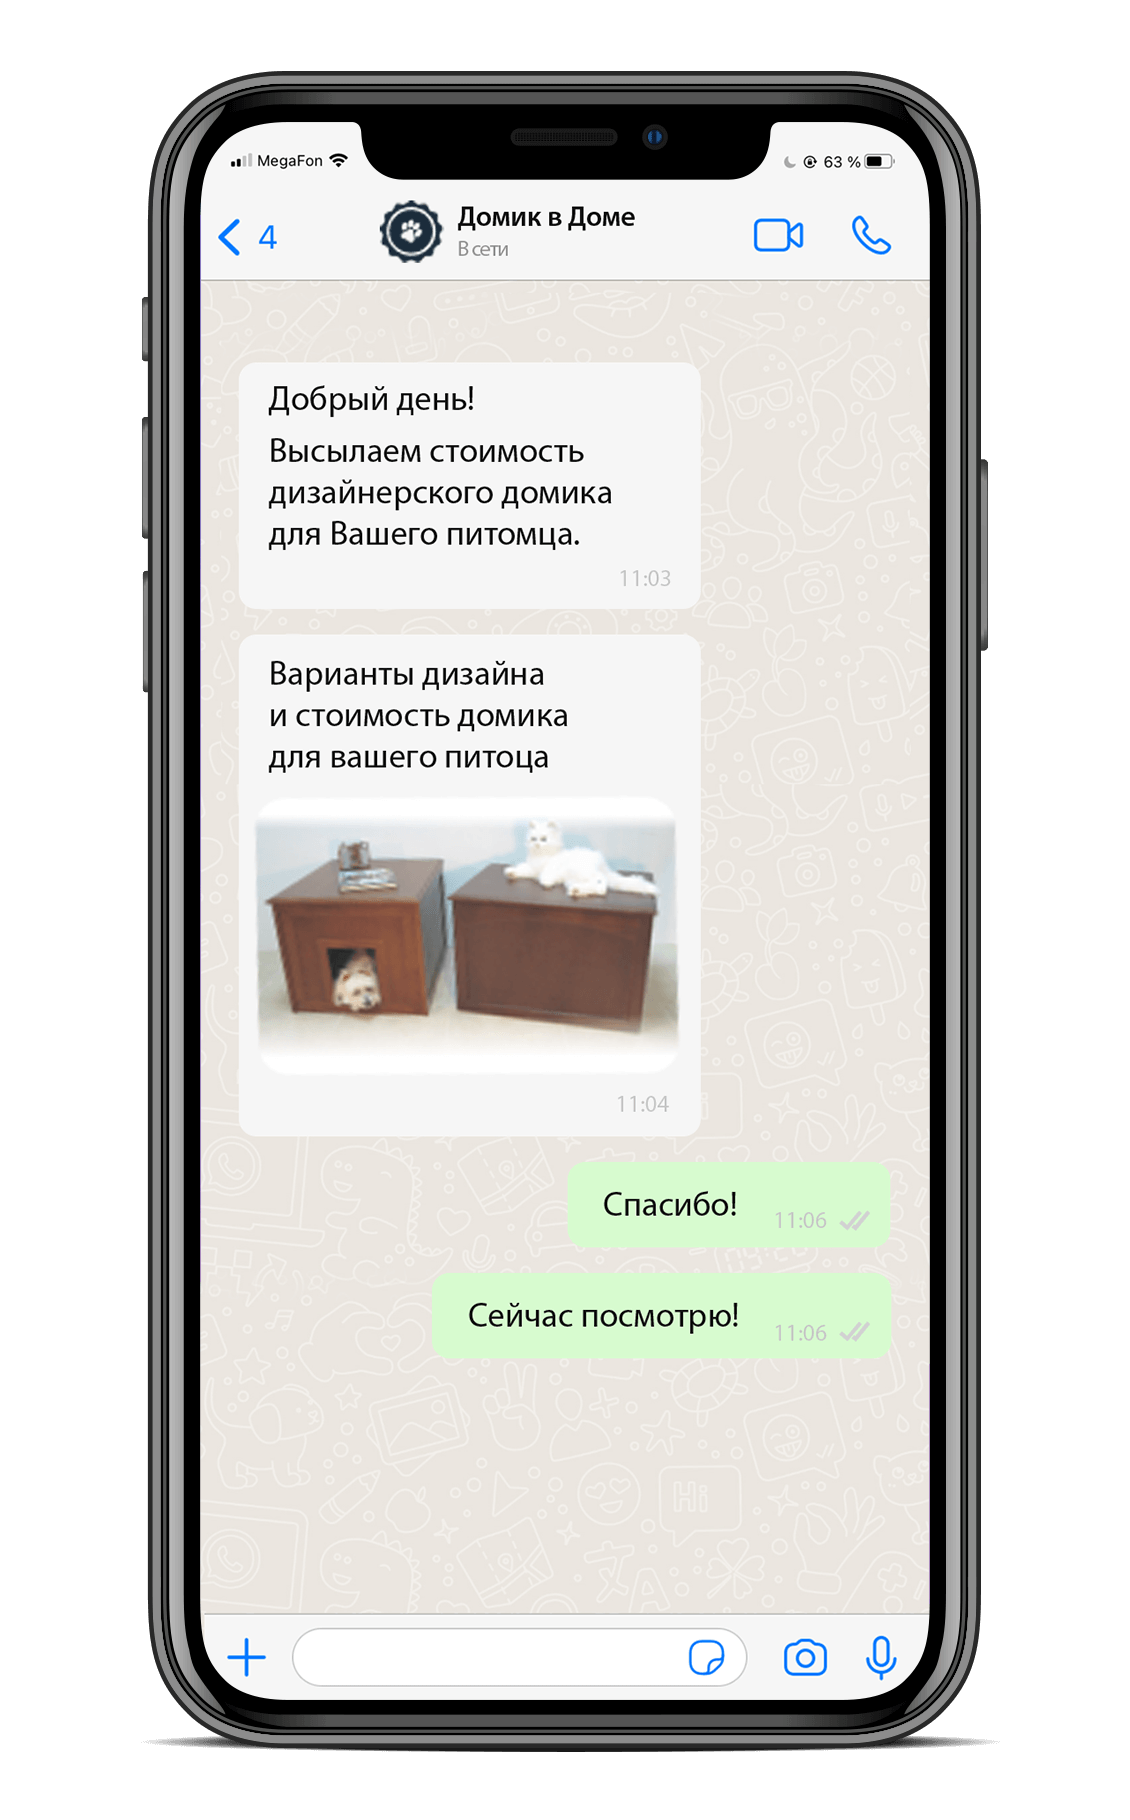 MegaFon
63 %
4
Домик в Доме
В сети
Добрый день!
Высылаем стоимость
дизайнерского домика
для Вашего питомца.
11:03
Варианты дизайна
и стоимость домика
для вашего питоца
11:04
Спасибо!
11:06
Сейчас посмотрю!
11:06
Hi